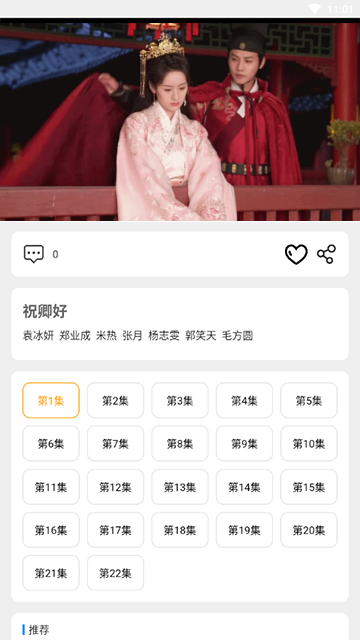 11:01
0
祝卿好
袁冰妍 郑业成 米热 张月 杨志雯 郭笑天 毛方圆
第1集 第2集 第3集 第4集 第5集
第6集 第7集 第8集 第9集 第10集
第11集 第12集 第13集 第14集 第15集
第16集 第17集 第18集 第19集 第20集
第21集 第22集
推荐